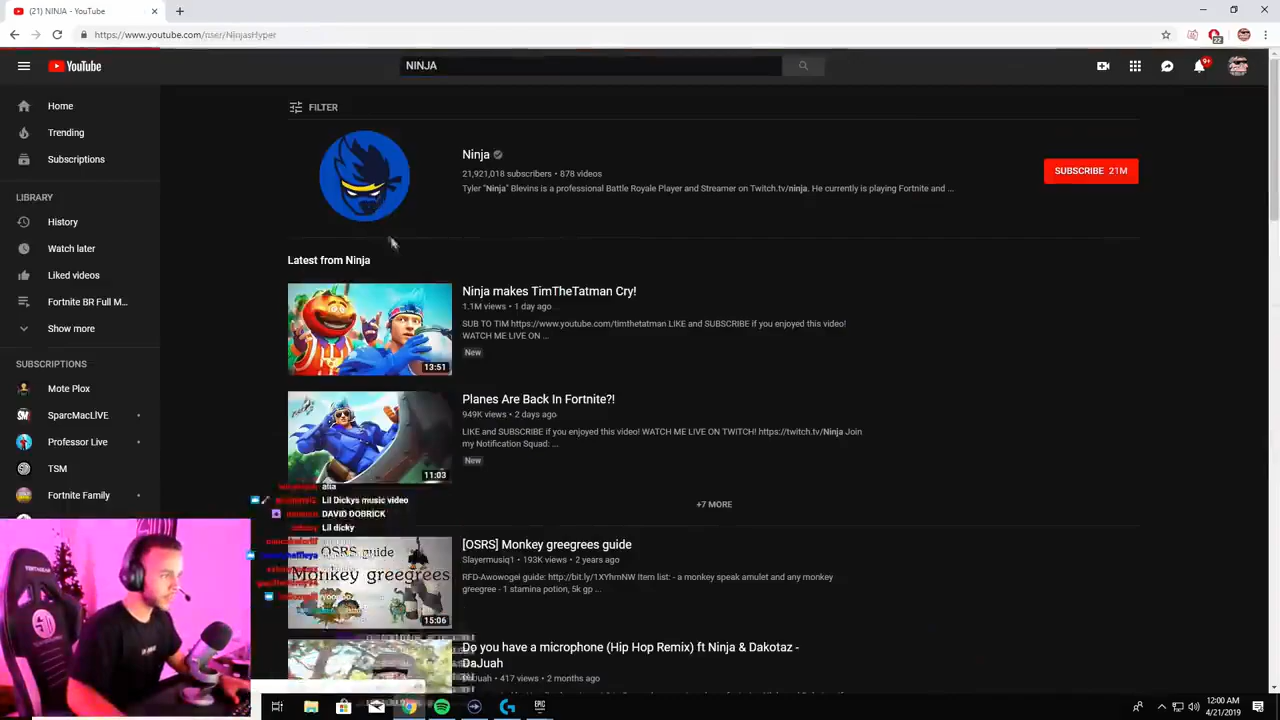 (21) NINJA - YouTube
https://www.youtube.com/user/NinjasHyper
22
YouTube
NINJA
9+
Home
Trending
Subscriptions
LIBRARY
History
Watch later
Liked videos
Fortnite BR Full M...
Show more
SUBSCRIPTIONS
Mote Plox
SparcMacLIVE
Professor Live
TSM
Fortnite Family
FILTER
Ninja
21,921,018 subscribers • 878 videos
Tyler "Ninja" Blevins is a professional Battle Royale Player and Streamer on Twitch.tv/ninja. He currently is playing Fortnite and ...
SUBSCRIBE 21M
Latest from Ninja
13:51
Ninja makes TimTheTatman Cry!
1.1M views • 1 day ago
SUB TO TIM https://www.youtube.com/timthetatman LIKE and SUBSCRIBE if you enjoyed this video!
WATCH ME LIVE ON ...
New
11:03
Planes Are Back In Fortnite?!
949K views • 2 days ago
LIKE and SUBSCRIBE if you enjoyed this video! WATCH ME LIVE ON TWITCH! https://twitch.tv/Ninja Join
my Notification Squad: ...
New
+7 MORE
Lil Dickys music video
DAVID DOBRICK
Lil dicky
OSRS guide
Monkey greegrees
15:06
[OSRS] Monkey greegrees guide
Slayermusiq1 • 193K views • 2 years ago
RFD-Awowogei guide: http://bit.ly/1XYhmNW Item list: - a monkey speak amulet and any monkey
greegree - 1 stamina potion, 5k gp ...
Do you have a microphone (Hip Hop Remix) ft Ninja & Dakotaz -
DaJuah
DaJuah • 417 views • 2 months ago
TSM
EPIC
12:00 AM
4/21/2019